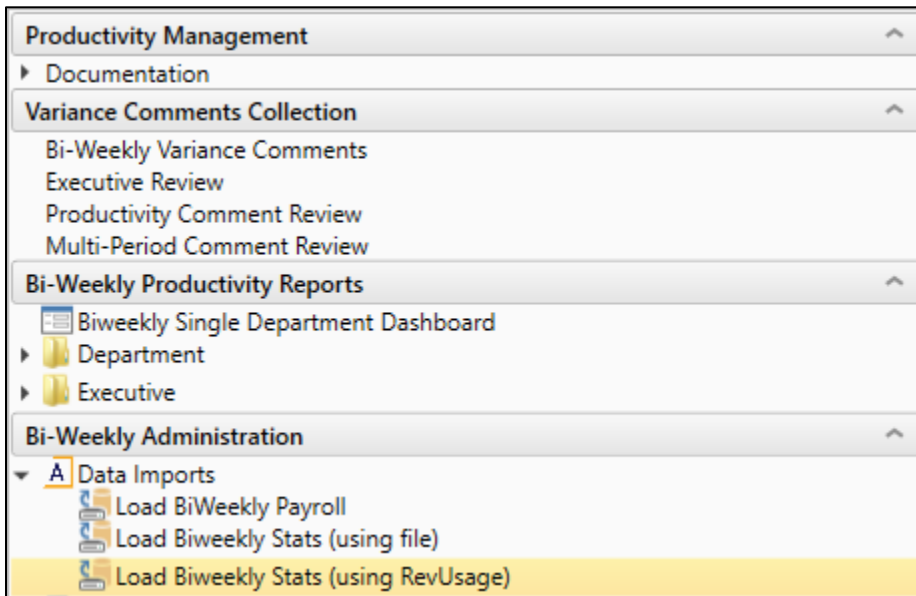 Productivity Management
Documentation
Variance Comments Collection
Bi-Weekly Variance Comments
Executive Review
Productivity Comment Review
Multi-Period Comment Review
Bi-Weekly Productivity Reports
Biweekly Single Department Dashboard
Department
Executive
Bi-Weekly Administration
A Data Imports
Load BiWeekly Payroll
Load Biweekly Stats (using file)
Load Biweekly Stats (using RevUsage)